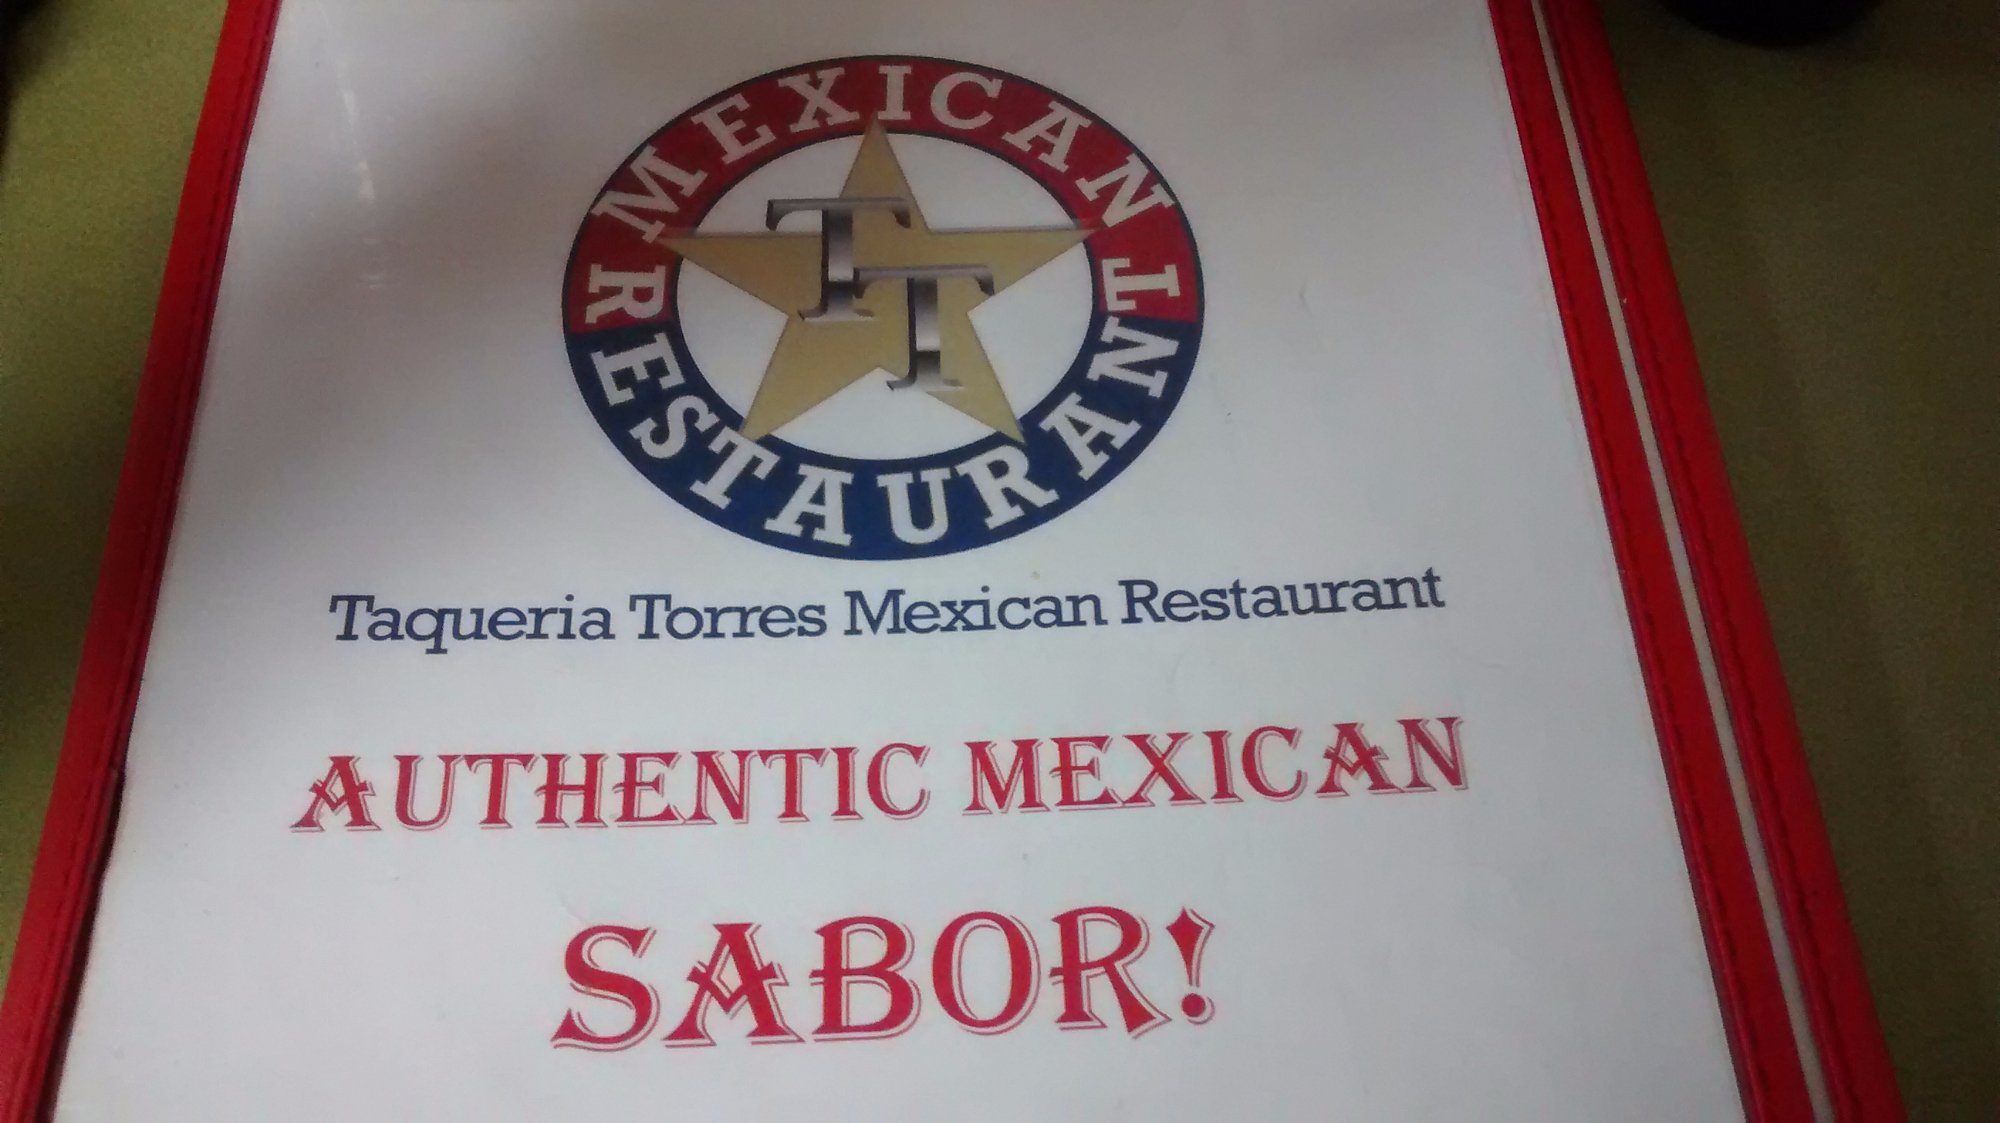 MEXICAN
TT
RESTAURANT
Taqueria Torres Mexican Restaurant
AUTHENTIC MEXICAN
SABOR!